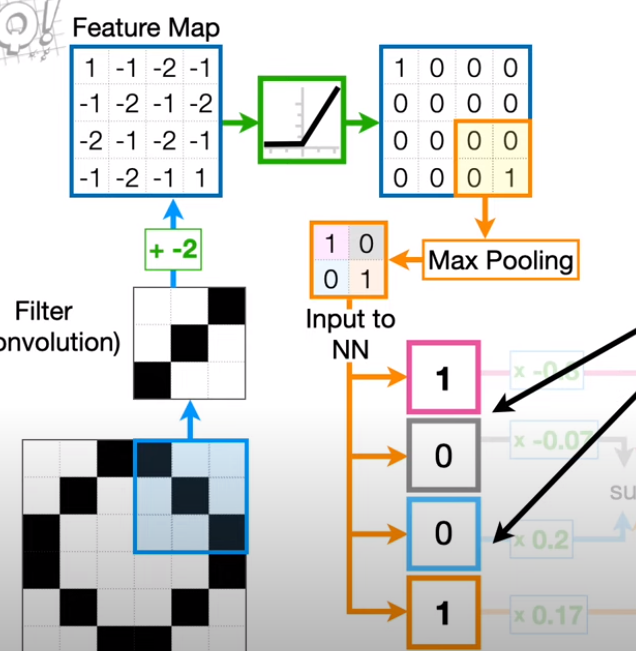 Q!
Feature Map
1 -1 -2 -1
-1 -2 -1 -2
-2 -1 -2 -1
-1 -2 -1 1
1 0 0 0
0 0 0 0
0 0 0 0
0 0 0 1
+ -2
1 0
0 1
Max Pooling
Filter
onvolution)
Input to
NN
1
0
x -0.07
0
x 0.2
su
1
x 0.17